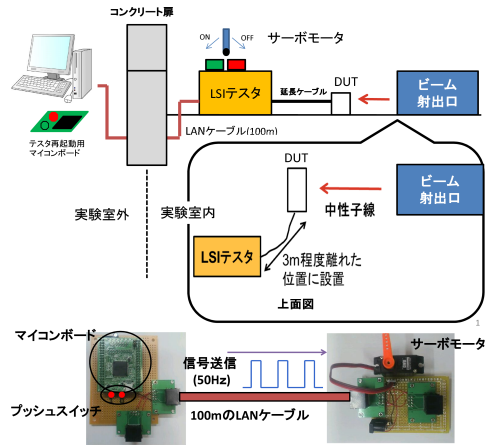 コンクリート扉
ON
OFF
サーボモータ
LSIテスタ
延長ケーブル
DUT
ビーム
射出口
テスタ再起動用
マイコンボード
LANケーブル(100m)
実験室外
実験室内
DUT
中性子線
ビーム
射出口
LSIテスタ
3m程度離れた
位置に設置
上面図
1
マイコンボード
プッシュスイッチ
信号送信
(50Hz)
100mのLANケーブル
サーボモータ